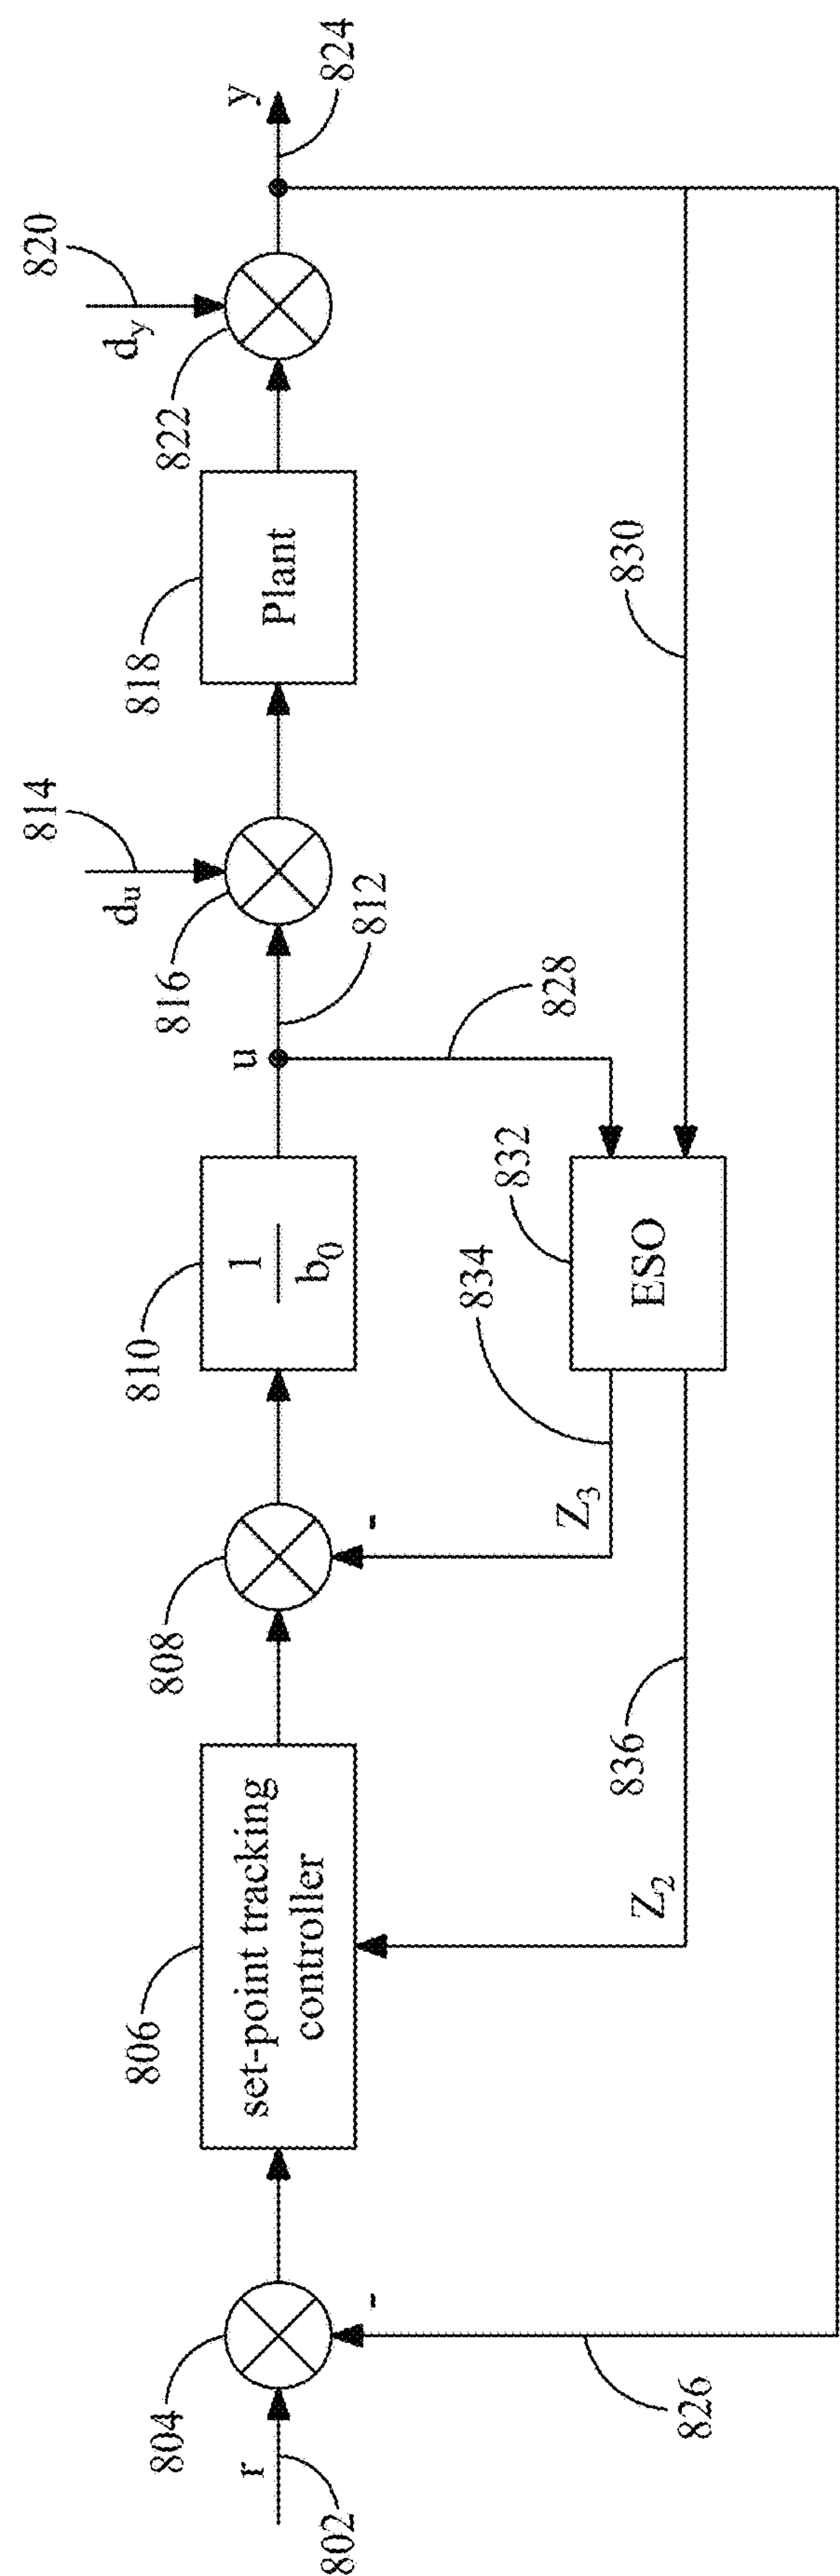 r
802
804
806
set-point tracking
controller
808
810
1
b₀
u
812
814
dᵤ
816
818
Plant
820
d_y
822
y
824
826
-
Z₂
836
-
Z₃
834
832
ESO
828
830